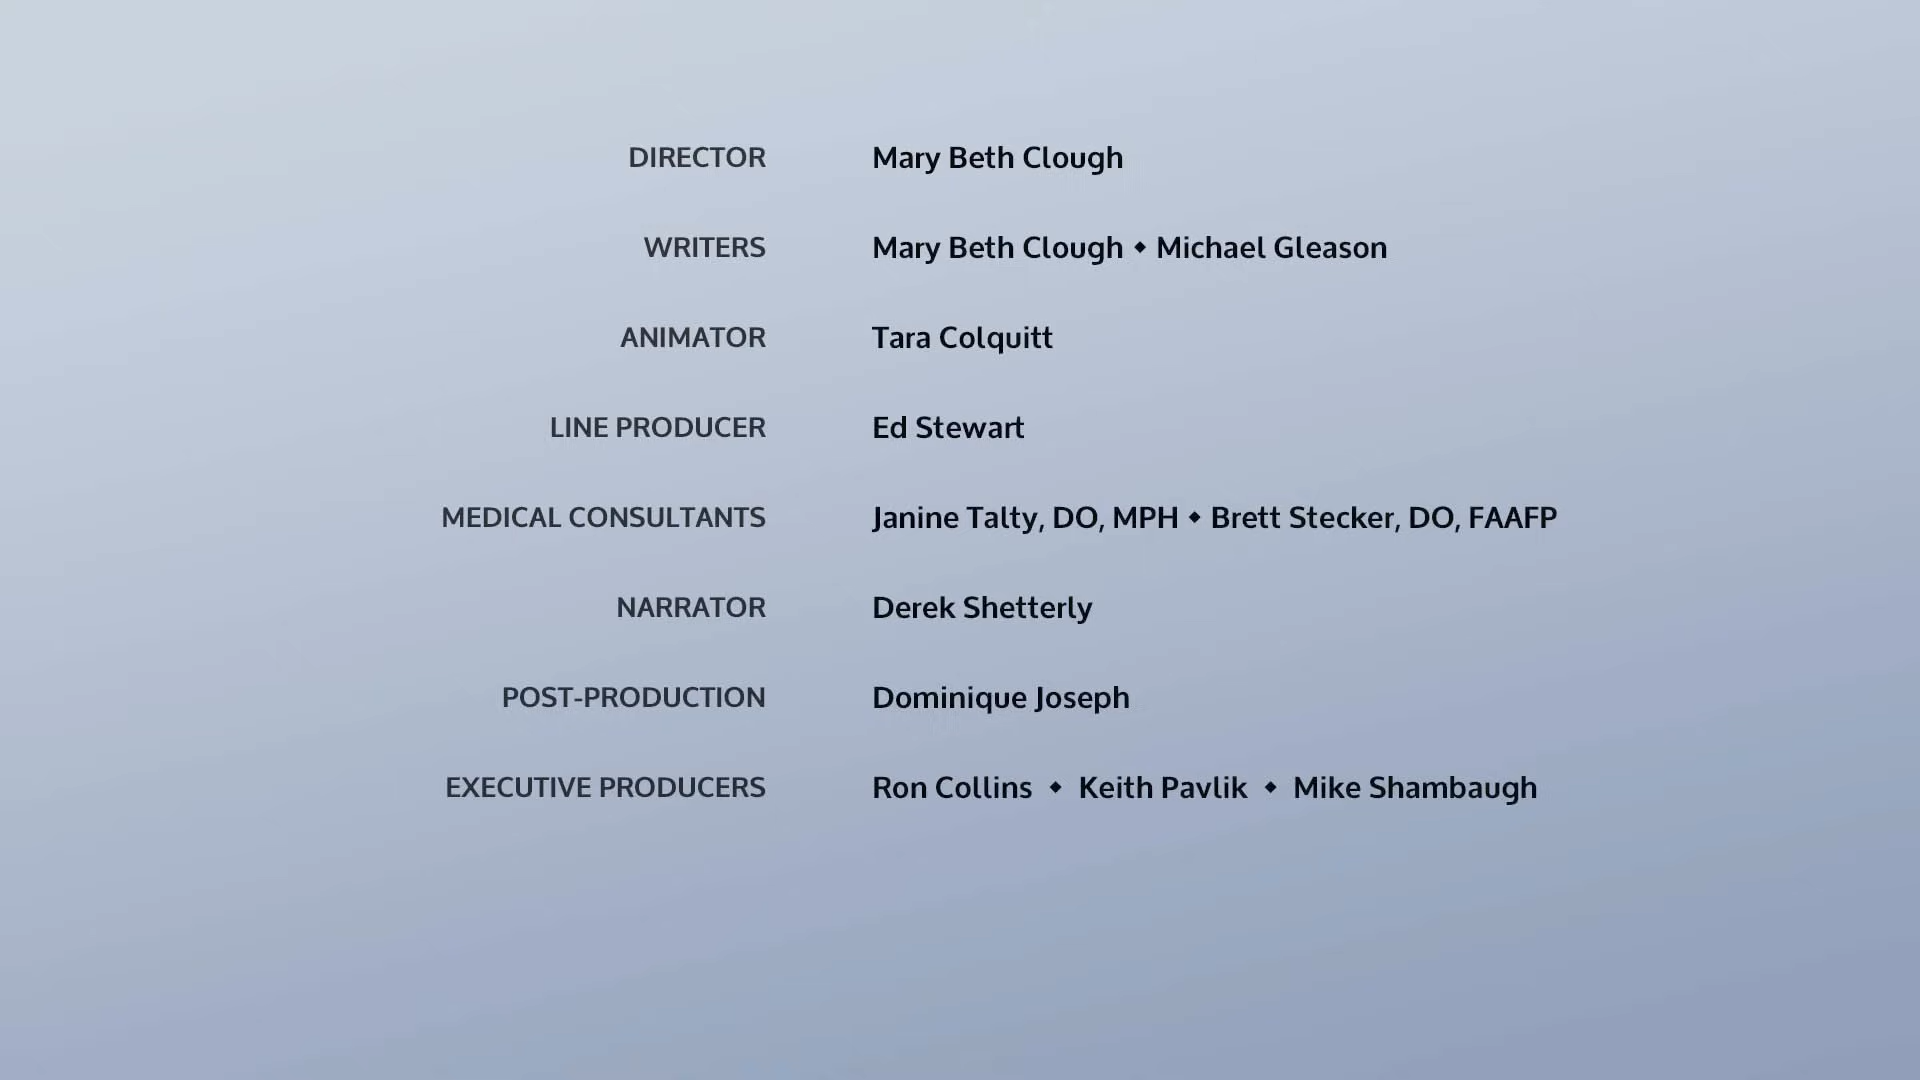 DIRECTOR Mary Beth Clough
WRITERS Mary Beth Clough ◆ Michael Gleason
ANIMATOR Tara Colquitt
LINE PRODUCER Ed Stewart
MEDICAL CONSULTANTS Janine Talty, DO, MPH ◆ Brett Stecker, DO, FAAFP
NARRATOR Derek Shetterly
POST-PRODUCTION Dominique Joseph
EXECUTIVE PRODUCERS Ron Collins ◆ Keith Pavlik ◆ Mike Shambaugh